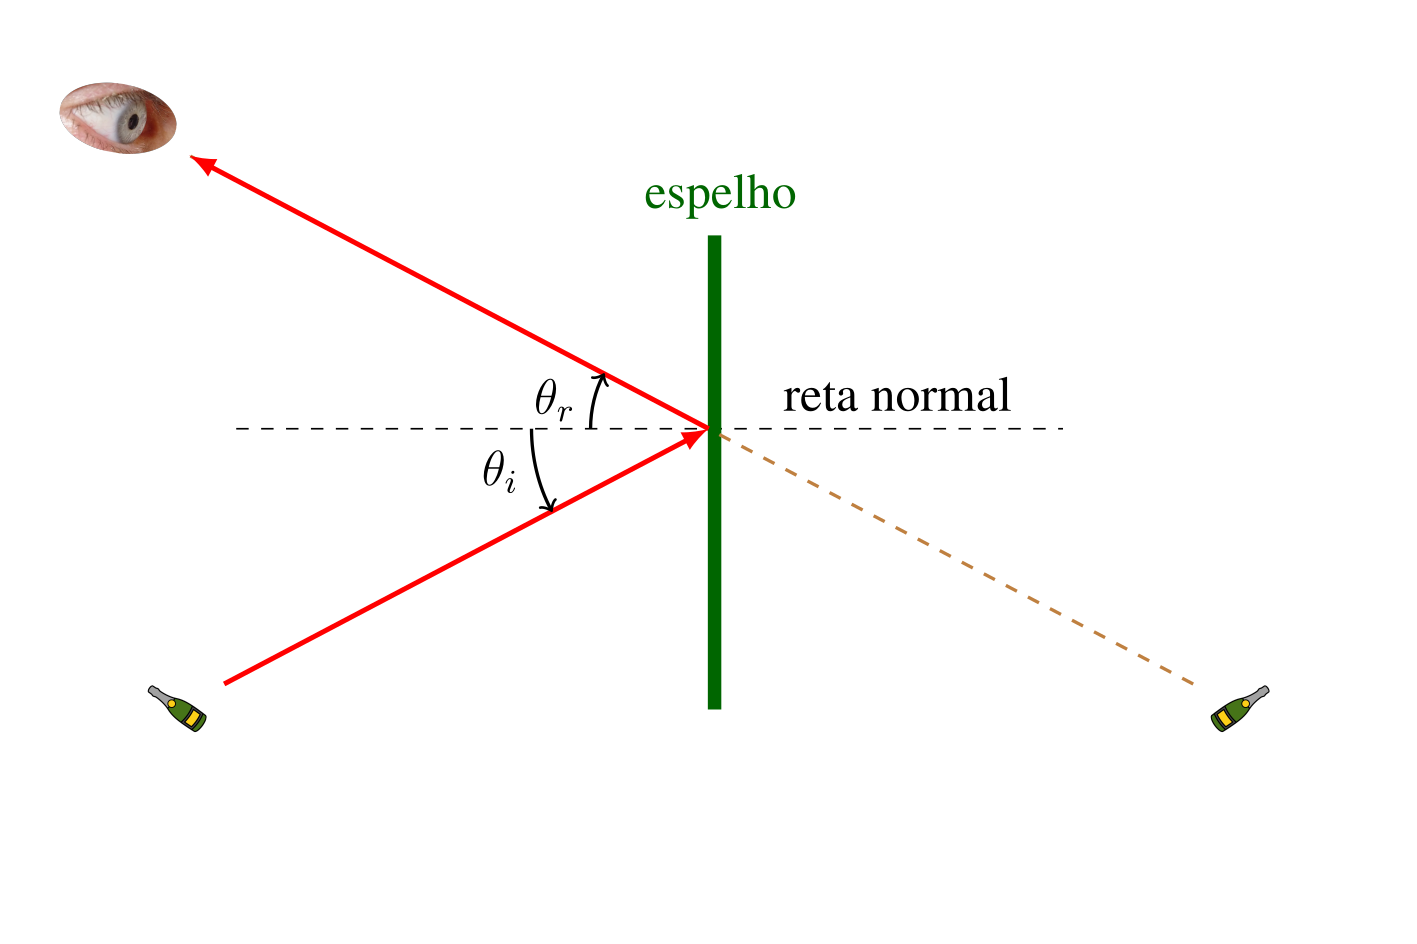 espelho
reta normal
θr
θi